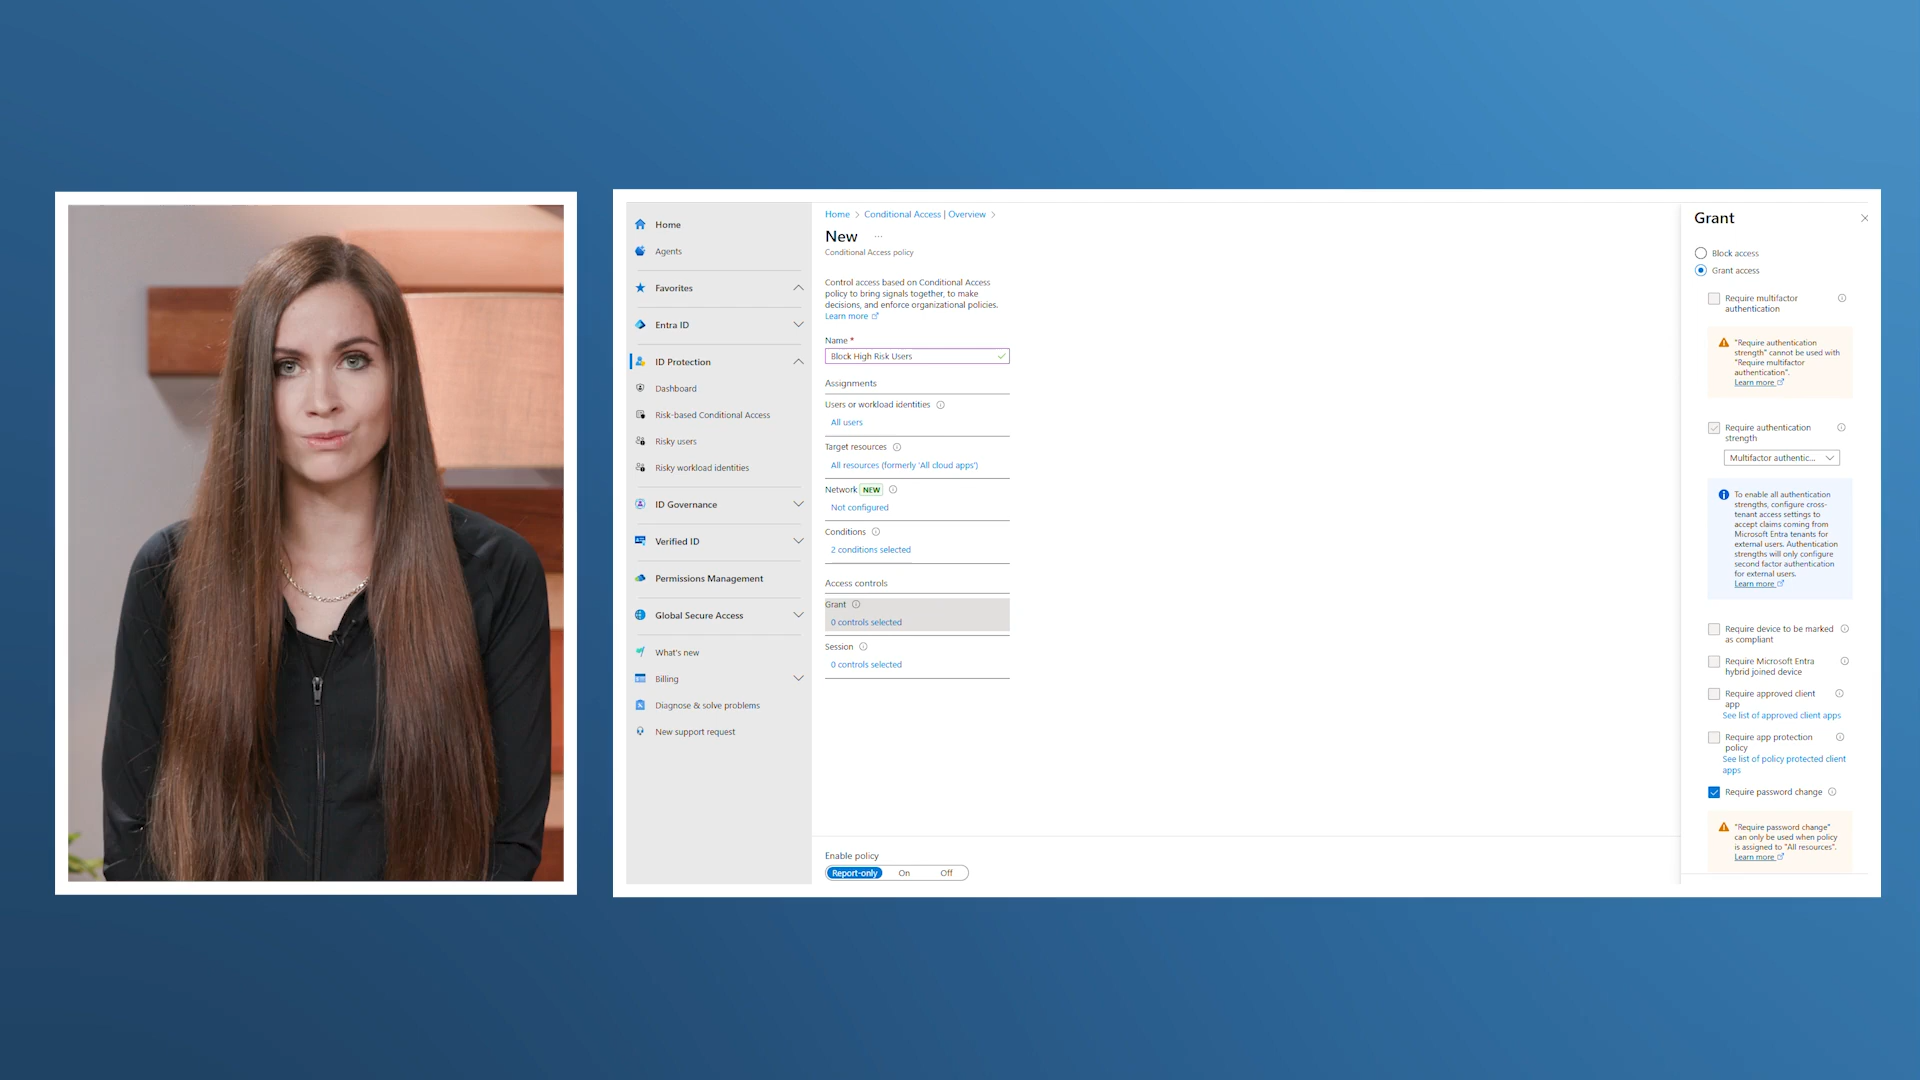 Home
Agents
Favorites
Entra ID
ID Protection
Dashboard
Risk-based Conditional Access
Risky users
Risky workload identities
ID Governance
Verified ID
Permissions Management
Global Secure Access
What's new
Billing
Diagnose & solve problems
New support request
Home > Conditional Access | Overview >
New ...
Conditional Access policy
Control access based on Conditional Access
policy to bring signals together, to make
decisions, and enforce organizational policies.
Learn more
Name *
Block High Risk Users
Assignments
Users or workload identities
All users
Target resources
All resources (formerly 'All cloud apps')
Network NEW
Not configured
Conditions
2 conditions selected
Access controls
Grant
0 controls selected
Session
0 controls selected
Enable policy
Report-only On Off
Grant
Block access
Grant access
Require multifactor
authentication
"Require authentication
strength" cannot be used with
"Require multifactor
authentication".
Learn more
Require authentication
strength
Multifactor authentic...
To enable all authentication
strengths, configure cross-
tenant access settings to
accept claims coming from
Microsoft Entra tenants for
external users. Authentication
strengths will only configure
second factor authentication
for external users.
Learn more
Require device to be marked
as compliant
Require Microsoft Entra
hybrid joined device
Require approved client
app
See list of approved client apps
Require app protection
policy
See list of policy protected client
apps
Require password change
"Require password change"
can only be used when policy
is assigned to "All resources".
Learn more